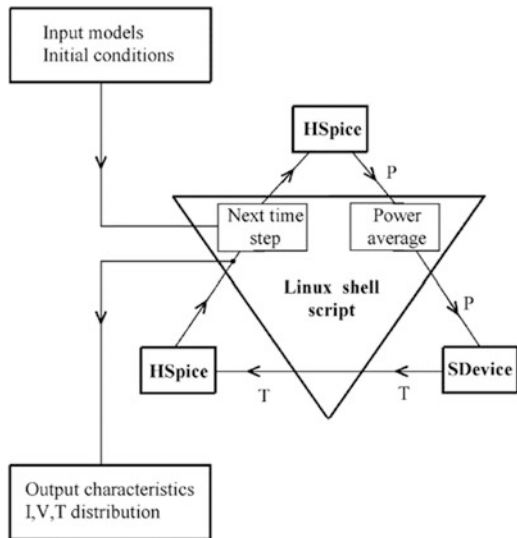 Input models
Initial conditions
HSpice
P
Next time
step
Power
average
Linux shell
script
P
HSpice
SDevice
T
T
Output characteristics
I,V,T distribution